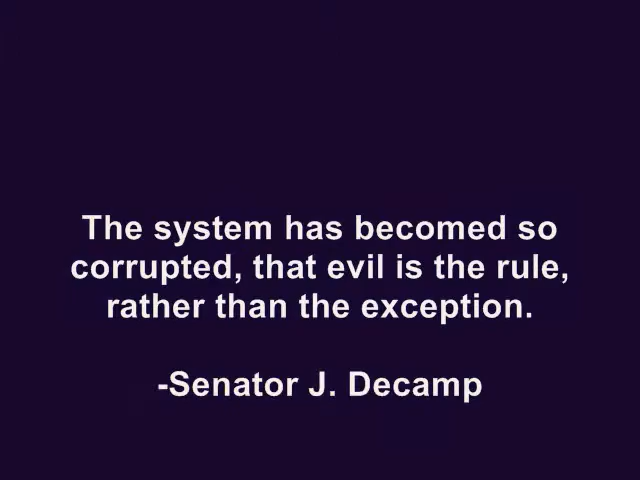 The system has becomed so
corrupted, that evil is the rule,
rather than the exception.
-Senator J. Decamp